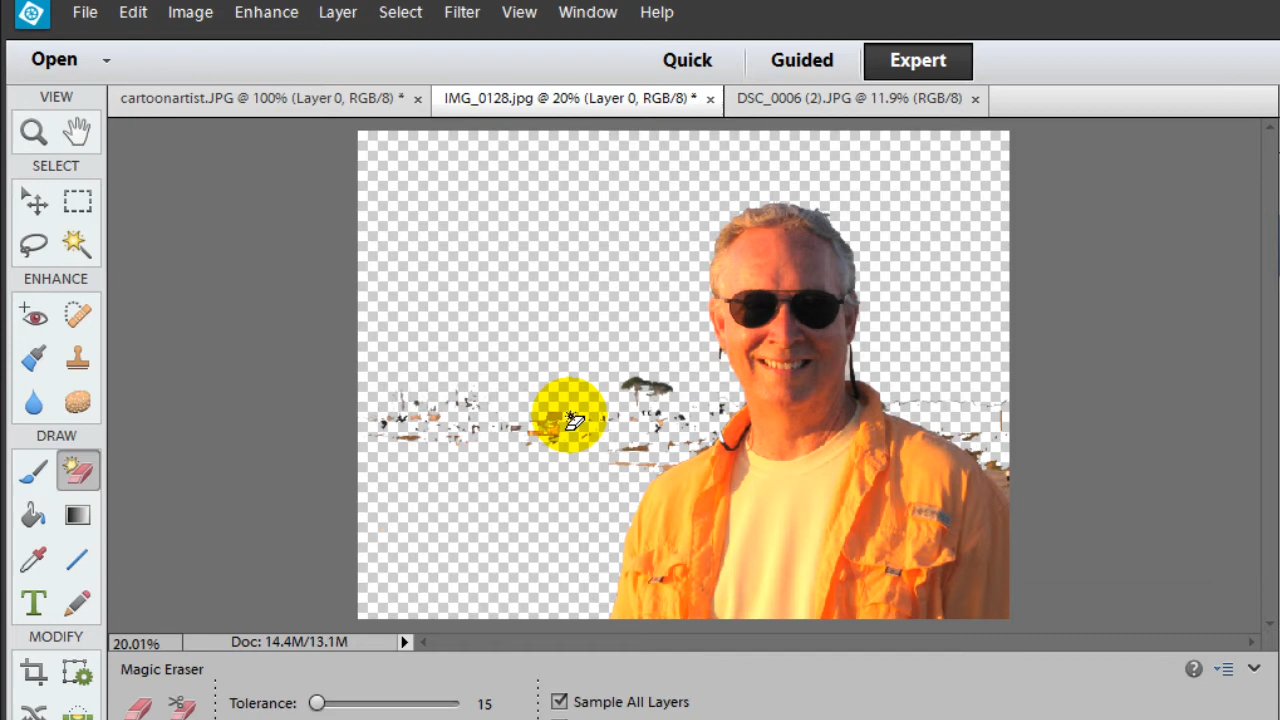 File Edit Image Enhance Layer Select Filter View Window Help
Open Quick Guided Expert
VIEW
cartoonartist.JPG @ 100% (Layer 0, RGB/8) * × IMG_0128.jpg @ 20% (Layer 0, RGB/8) * × DSC_0006 (2).JPG @ 11.9% (RGB/8) ×
SELECT
ENHANCE
DRAW
T
MODIFY
20.01% Doc: 14.4M/13.1M
Magic Eraser
Tolerance: 15 Sample All Layers